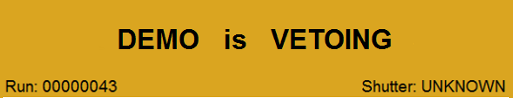 DEMO is VETOING
Run: 00000043 Shutter: UNKNOWN